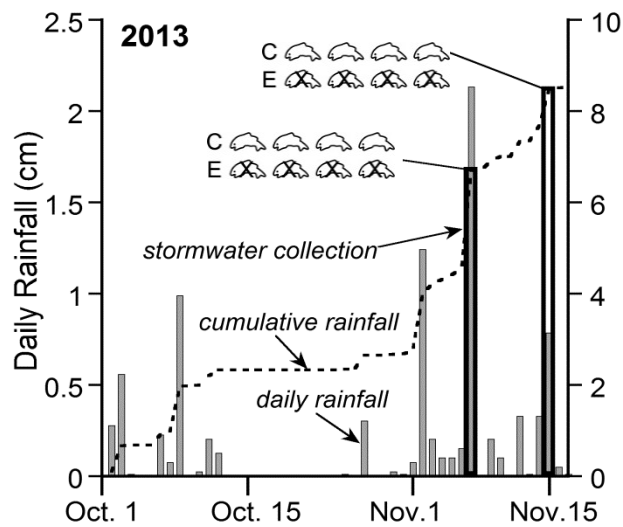 2013
C
E
C
E
stormwater collection
cumulative rainfall
daily rainfall
Daily Rainfall (cm)
2.5
2
1.5
1
0.5
0
10
8
6
4
2
0
Oct. 1
Oct. 15
Nov.1
Nov.15